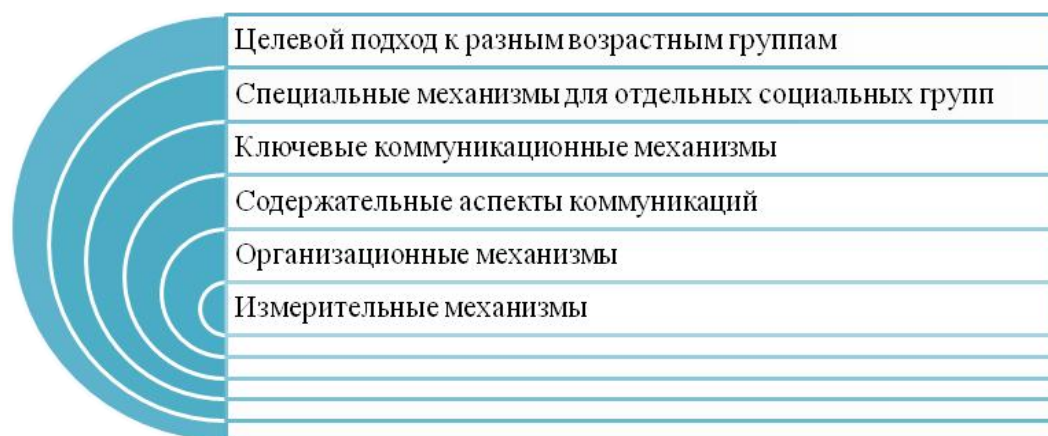 Целевой подход к разным возрастным группам
Специальные механизмы для отдельных социальных групп
Ключевые коммуникационные механизмы
Содержательные аспекты коммуникаций
Организационные механизмы
Измерительные механизмы